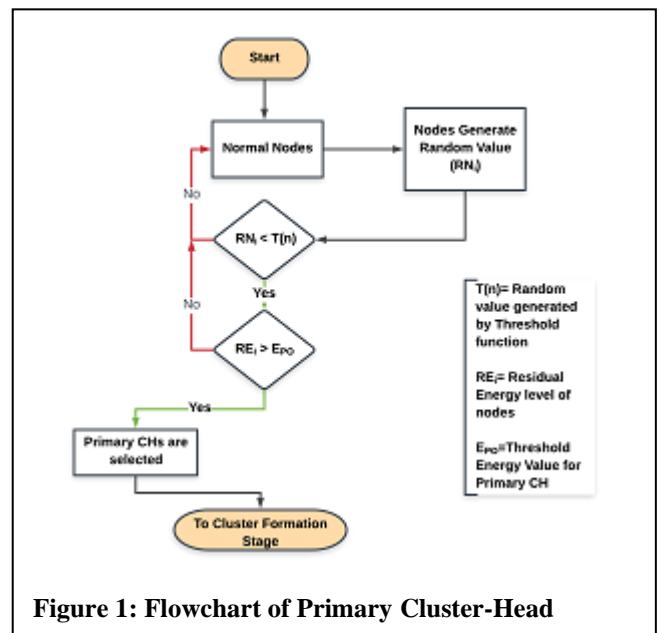 Start
Normal Nodes
Nodes Generate
Random Value
(RNᵢ)
No
RNᵢ < T(n)
Yes
No
REᵢ > E_PO
Yes
Primary CHs are
selected
To Cluster Formation
Stage
T(n)= Random
value generated
by Threshold
function
REᵢ= Residual
Energy level of
nodes
E_PO=Threshold
Energy Value for
Primary CH
Figure 1: Flowchart of Primary Cluster-Head